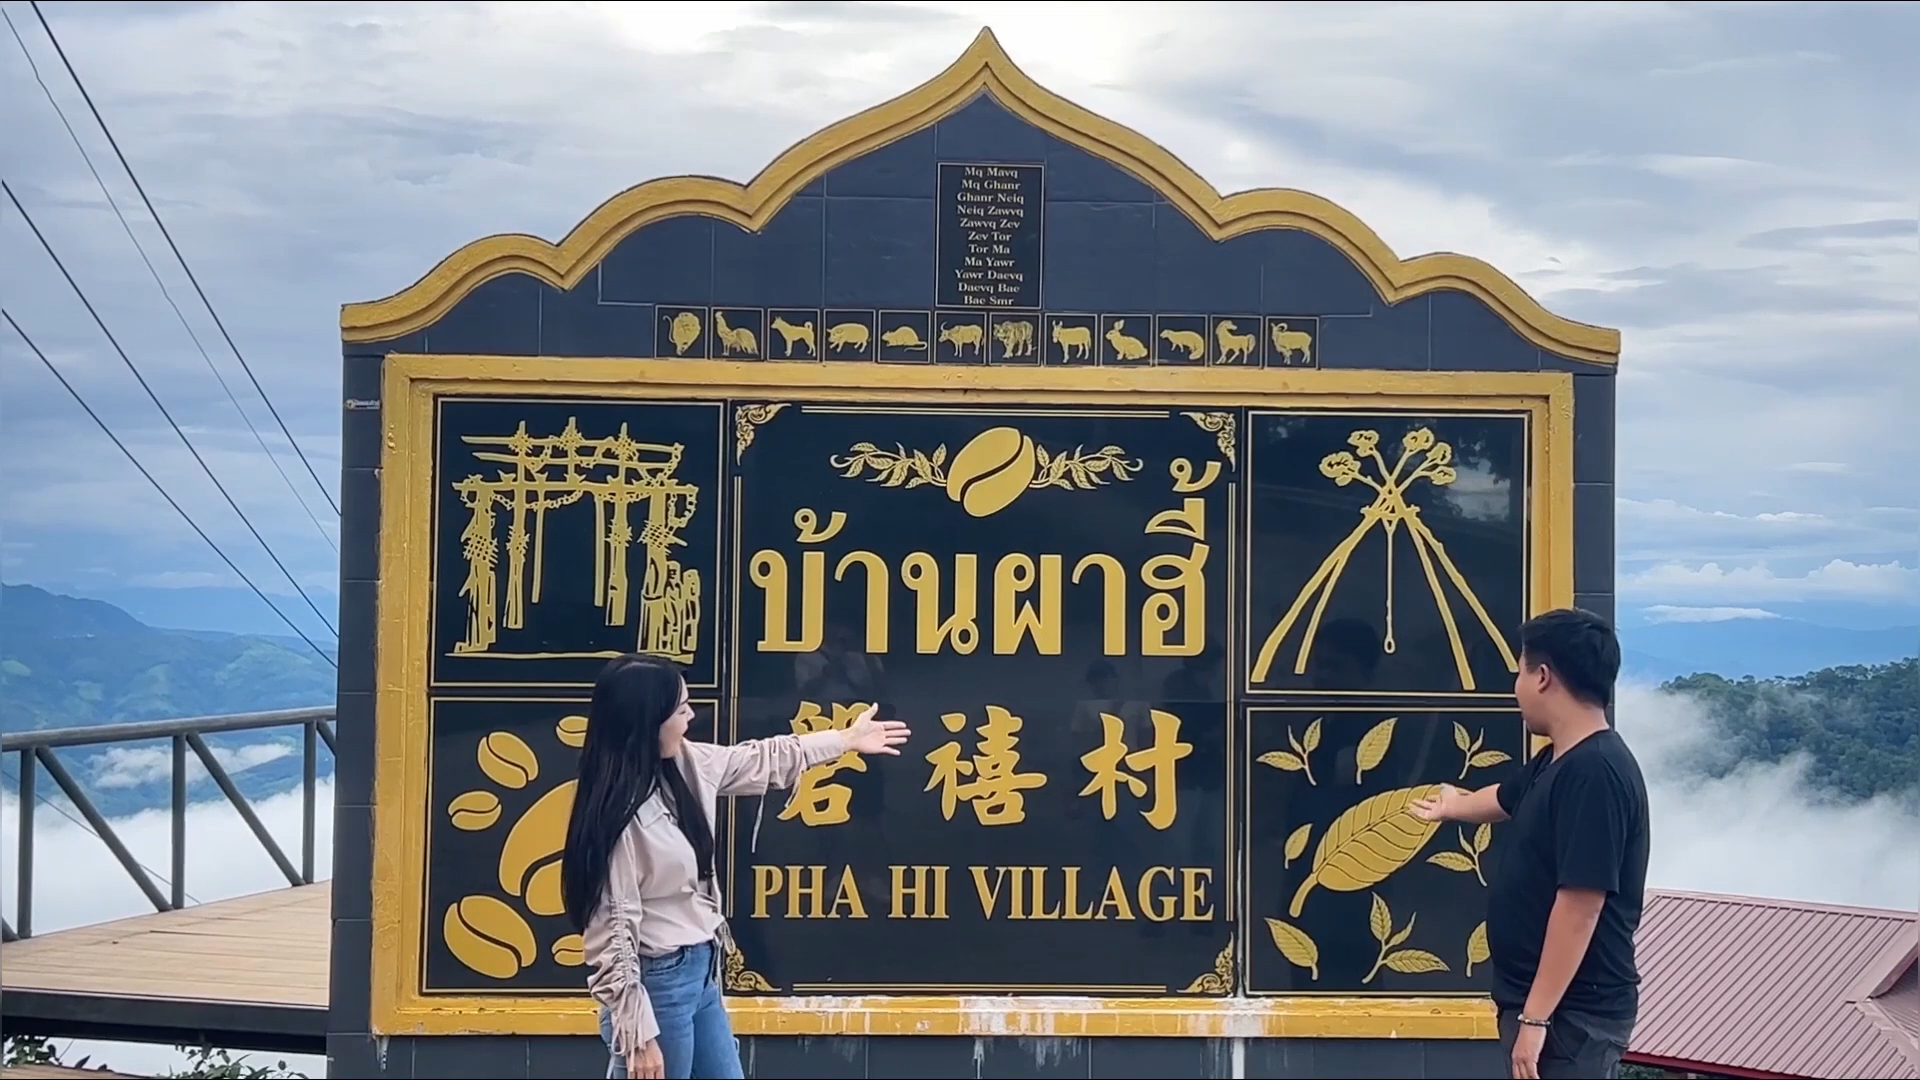 Mq Mavq
Mq Ghanr
Ghanr Neiq
Neiq Zawvq
Zawvq Zev
Zev Tor
Tor Ma
Ma Yawr
Yawr Daevq
Daevq Bae
Bae Smr
บ้านผาฮี้
磐禧村
PHA HI VILLAGE